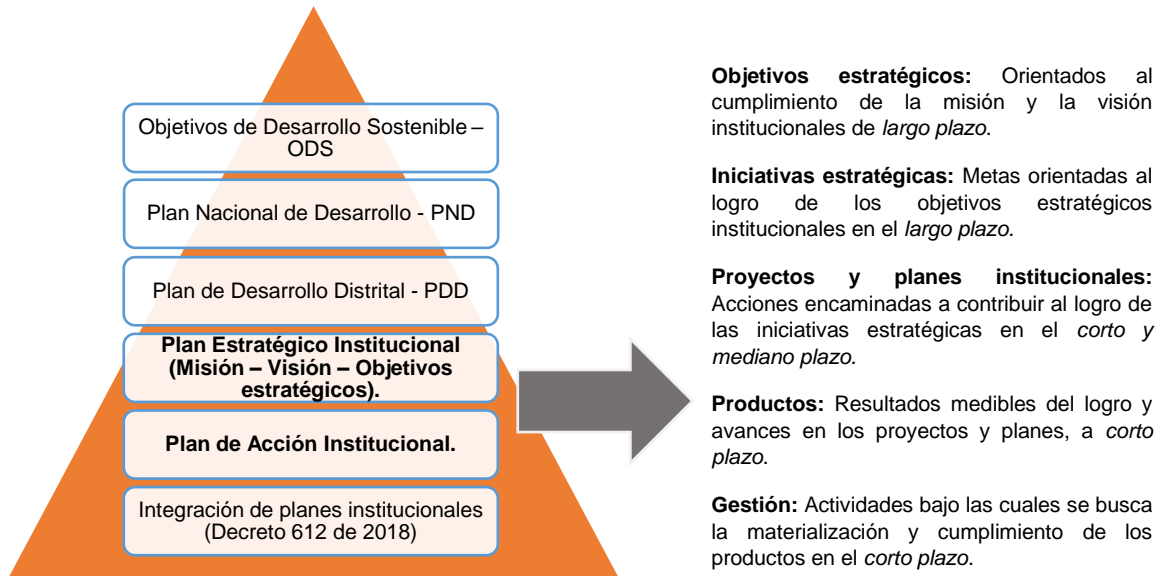 Objetivos de Desarrollo Sostenible –
ODS
Plan Nacional de Desarrollo - PND
Plan de Desarrollo Distrital - PDD
Plan Estratégico Institucional
(Misión – Visión – Objetivos
estratégicos).
Plan de Acción Institucional.
Integración de planes institucionales
(Decreto 612 de 2018)
Objetivos estratégicos: Orientados al
cumplimiento de la misión y la visión
institucionales de largo plazo.
Iniciativas estratégicas: Metas orientadas al
logro de los objetivos estratégicos
institucionales en el largo plazo.
Proyectos y planes institucionales:
Acciones encaminadas a contribuir al logro de
las iniciativas estratégicas en el corto y
mediano plazo.
Productos: Resultados medibles del logro y
avances en los proyectos y planes, a corto
plazo.
Gestión: Actividades bajo las cuales se busca
la materialización y cumplimiento de los
productos en el corto plazo.